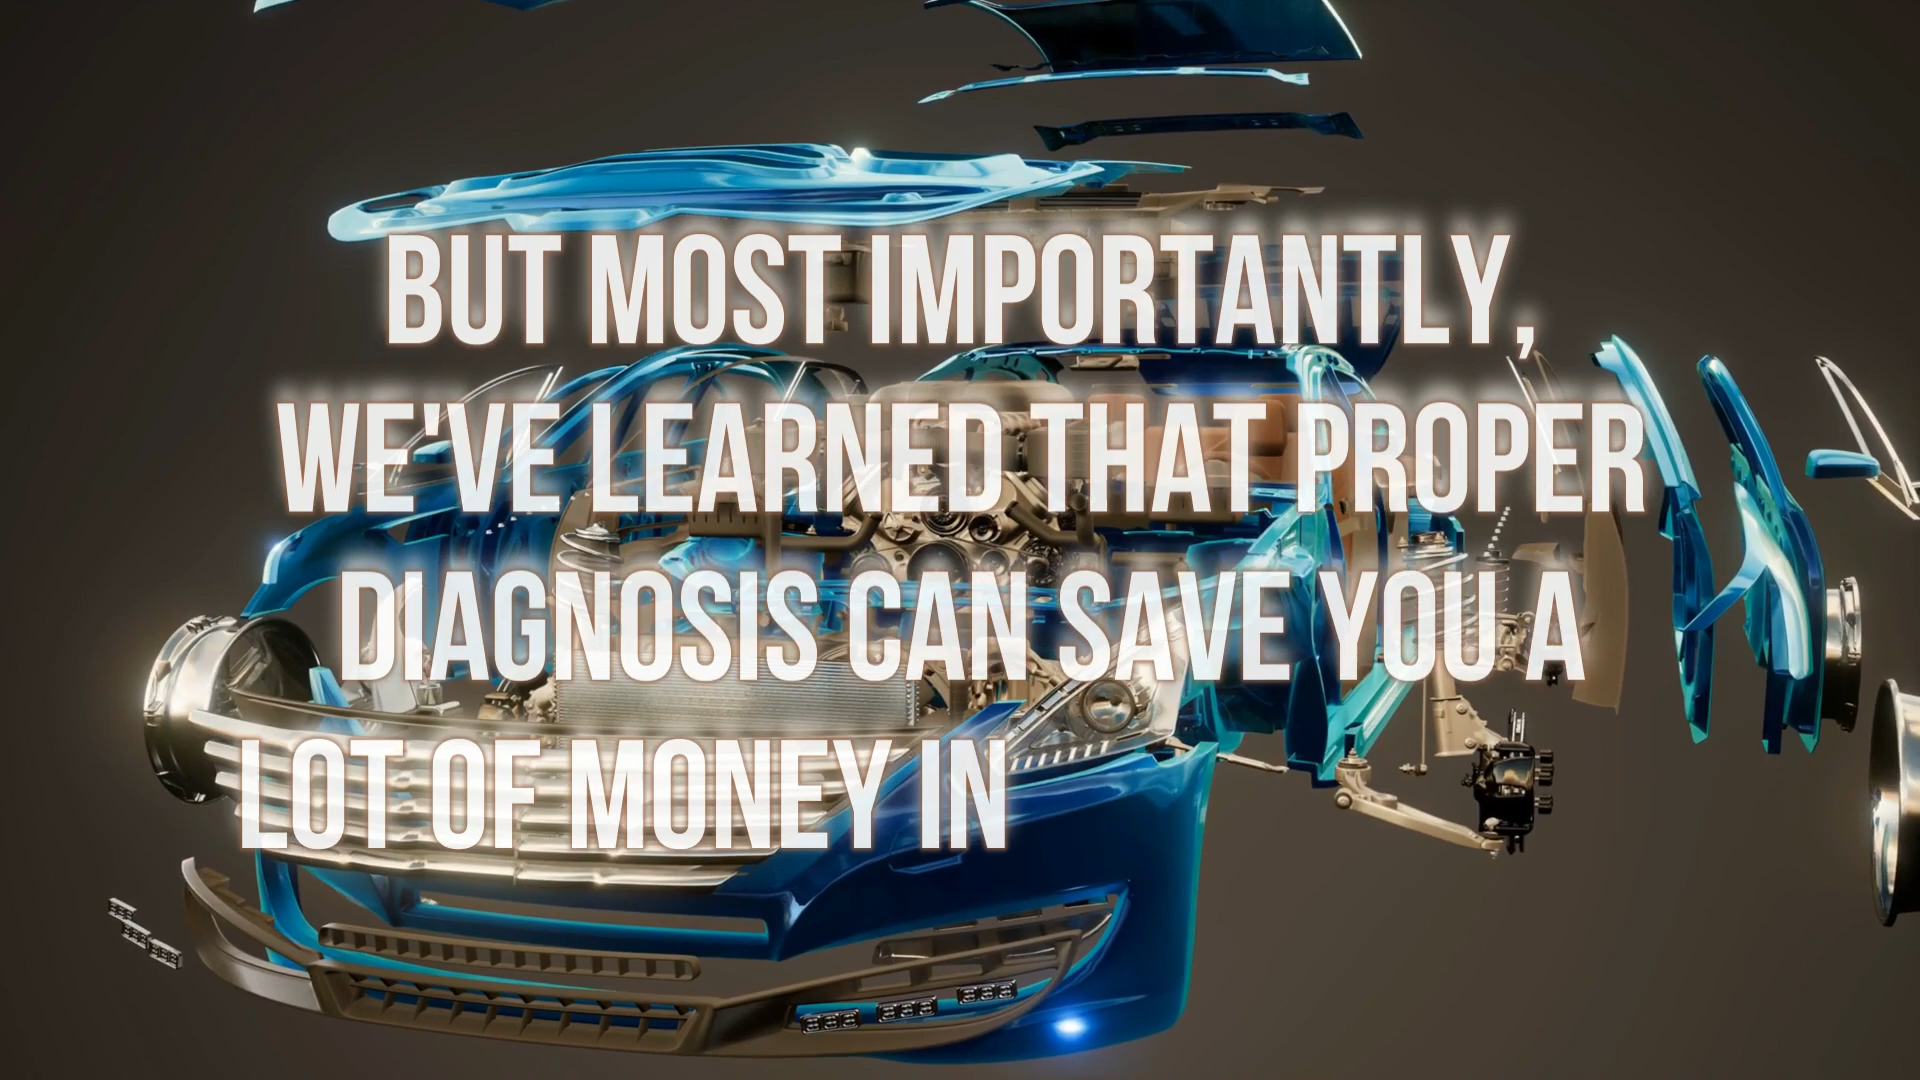 BUT MOST IMPORTANTLY,
WE'VE LEARNED THAT PROPER
DIAGNOSIS CAN SAVE YOU A
LOT OF MONEY IN